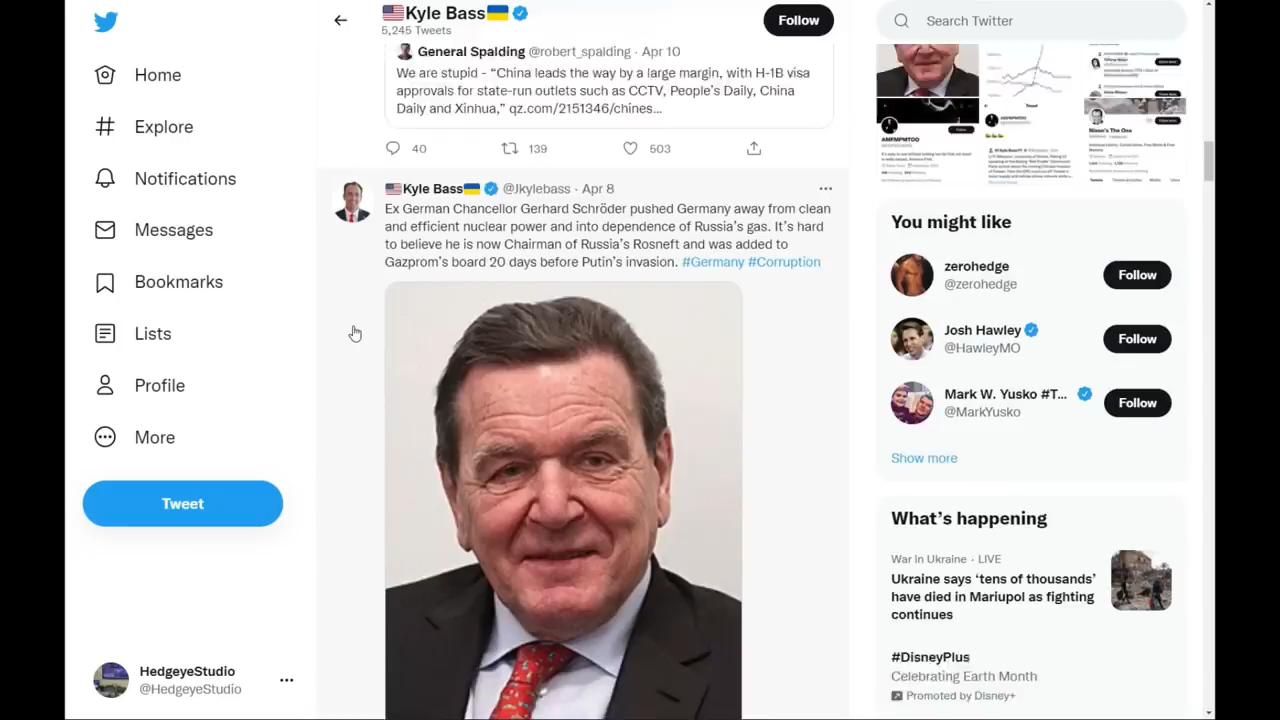 Kyle Bass
5,245 Tweets
Follow
Search Twitter
Home
Explore
Notifications
Messages
Bookmarks
Lists
Profile
More
Tweet
HedgeyeStudio
@HedgeyeStudio
General Spalding @robert_spalding · Apr 10
We are stupid - "China leads the way by a large margin, with H-1B visa
approvals for state-run outlets such as CCTV, People's Daily, China
Daily and Xinhua," qz.com/2151346/chines...
139
503
Kyle Bass @Jkylebass · Apr 6
Ex German Chancellor Gerhard Schröder pushed Germany away from clean
and efficient nuclear power and into dependence of Russia's gas. It's hard
to believe he is now Chairman of Russia's Rosneft and was added to
Gazprom's board 20 days before Putin's invasion. #Germany #Corruption
AMFMPMTOO
Tweet
AMFMPMTOO
Nixon's The One
You might like
zerohedge
@zerohedge
Follow
Josh Hawley
@HawleyMO
Follow
Mark W. Yusko #T...
@MarkYusko
Follow
Show more
What's happening
War in Ukraine · LIVE
Ukraine says 'tens of thousands'
have died in Mariupol as fighting
continues
#DisneyPlus
Celebrating Earth Month
Promoted by Disney+